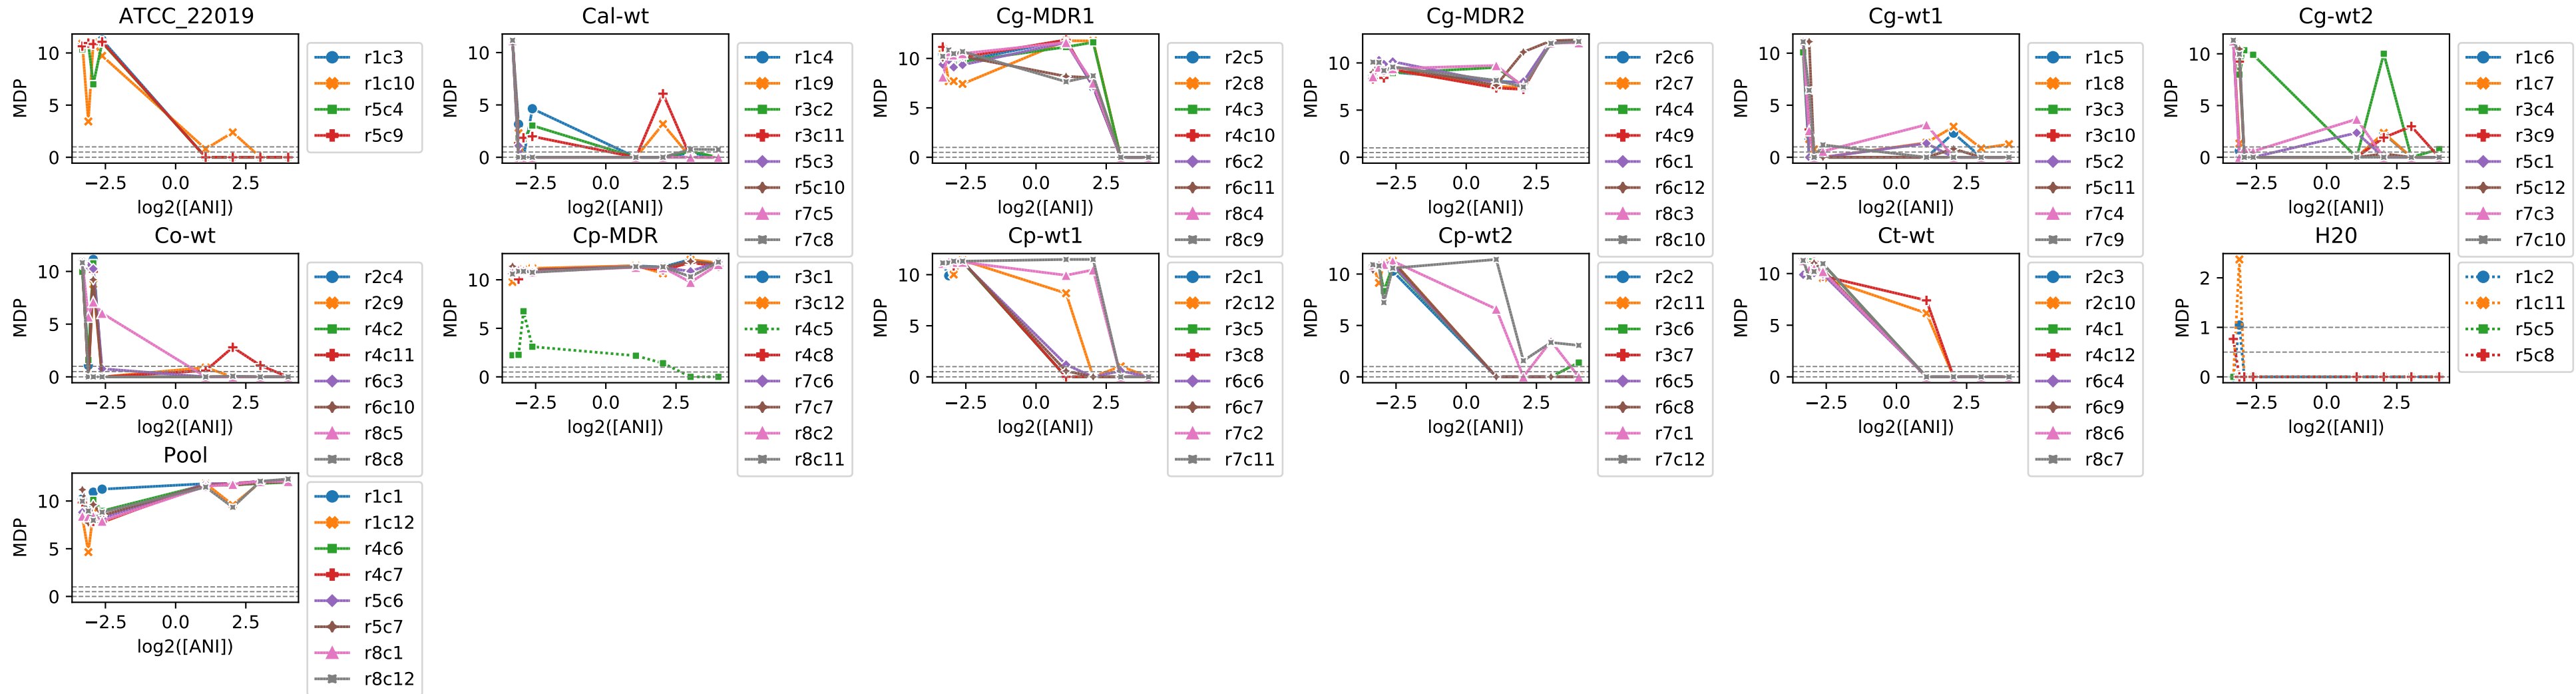 ATCC_22019
MDP
10
5
0
−2.5
0.0
2.5
log2([ANI])
r1c3
r1c10
r5c4
r5c9
Cal-wt
MDP
10
5
0
−2.5
0.0
2.5
log2([ANI])
r1c4
r1c9
r3c2
r3c11
r5c3
r5c10
r7c5
r7c8
Cg-MDR1
MDP
10
5
0
−2.5
0.0
2.5
log2([ANI])
r2c5
r2c8
r4c3
r4c10
r6c2
r6c11
r8c4
r8c9
Cg-MDR2
MDP
10
5
0
−2.5
0.0
2.5
log2([ANI])
r2c6
r2c7
r4c4
r4c9
r6c1
r6c12
r8c3
r8c10
Cg-wt1
MDP
10
5
0
−2.5
0.0
2.5
log2([ANI])
r1c5
r1c8
r3c3
r3c10
r5c2
r5c11
r7c4
r7c9
Cg-wt2
MDP
10
5
0
−2.5
0.0
2.5
log2([ANI])
r1c6
r1c7
r3c4
r3c9
r5c1
r5c12
r7c3
r7c10
Co-wt
MDP
10
5
0
−2.5
0.0
2.5
log2([ANI])
r2c4
r2c9
r4c2
r4c11
r6c3
r6c10
r8c5
r8c8
Cp-MDR
MDP
10
5
0
−2.5
0.0
2.5
log2([ANI])
r3c1
r3c12
r4c5
r4c8
r7c6
r7c7
r8c2
r8c11
Cp-wt1
MDP
10
5
0
−2.5
0.0
2.5
log2([ANI])
r2c1
r2c12
r3c5
r3c8
r6c6
r6c7
r7c2
r7c11
Cp-wt2
MDP
10
5
0
−2.5
0.0
2.5
log2([ANI])
r2c2
r2c11
r3c6
r3c7
r6c5
r6c8
r7c1
r7c12
Ct-wt
MDP
10
5
0
−2.5
0.0
2.5
log2([ANI])
r2c3
r2c10
r4c1
r4c12
r6c4
r6c9
r8c6
r8c7
H20
MDP
2
1
0
−2.5
0.0
2.5
log2([ANI])
r1c2
r1c11
r5c5
r5c8
Pool
MDP
10
5
0
−2.5
0.0
2.5
log2([ANI])
r1c1
r1c12
r4c6
r4c7
r5c6
r5c7
r8c1
r8c12